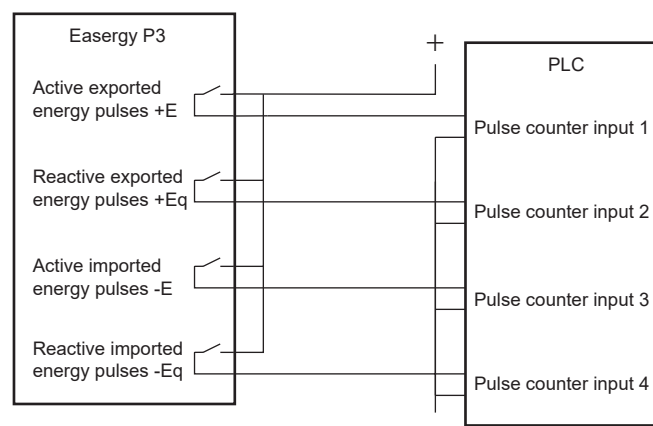 Easergy P3
+
PLC
Active exported
energy pulses +E
Pulse counter input 1
Reactive exported
energy pulses +Eq
Pulse counter input 2
Active imported
energy pulses -E
Pulse counter input 3
Reactive imported
energy pulses -Eq
Pulse counter input 4